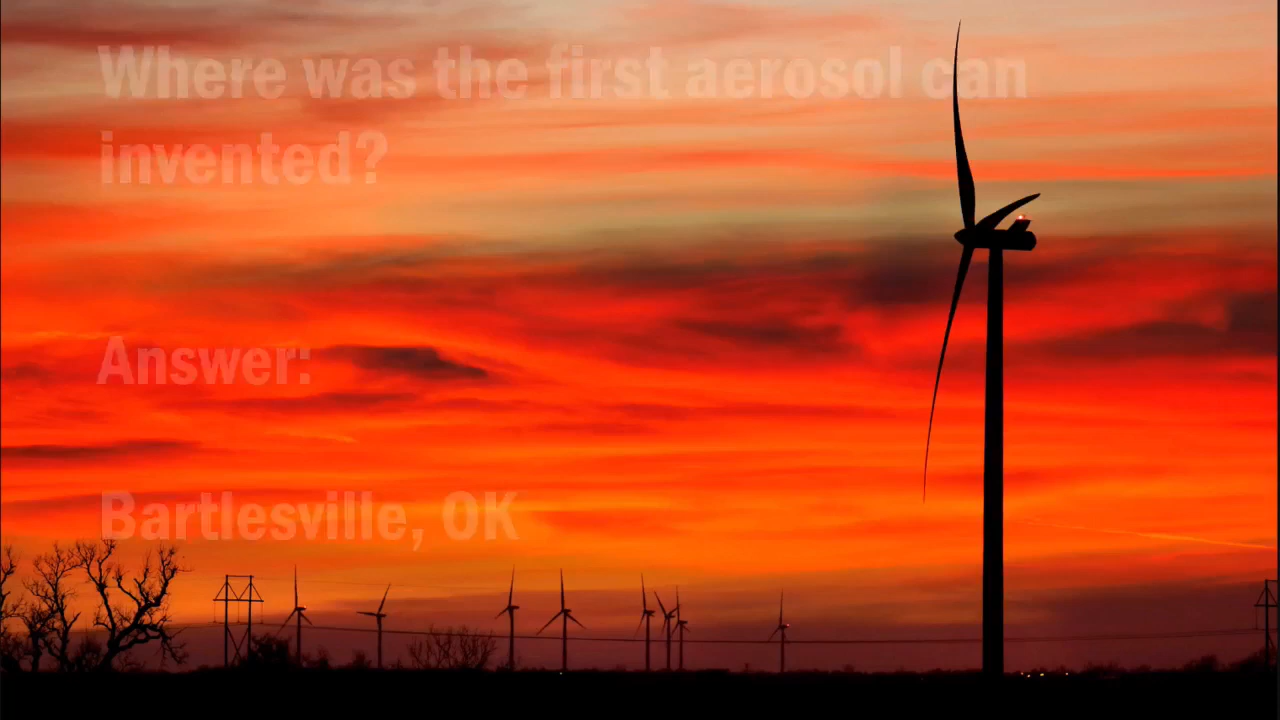 Where was the first aerosol can
invented?
Answer:
Bartlesville, OK